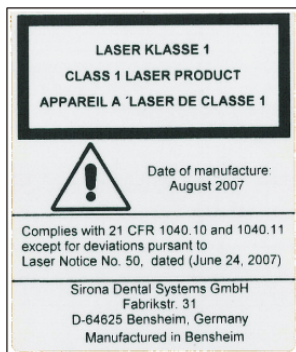 LASER KLASSE 1
CLASS 1 LASER PRODUCT
APPAREIL A ´LASER DE CLASSE 1
Date of manufacture:
August 2007
Complies with 21 CFR 1040.10 and 1040.11
except for deviations pursuant to
Laser Notice No. 50, dated (June 24, 2007)
Sirona Dental Systems GmbH
Fabrikstr. 31
D-64625 Bensheim, Germany
Manufactured in Bensheim